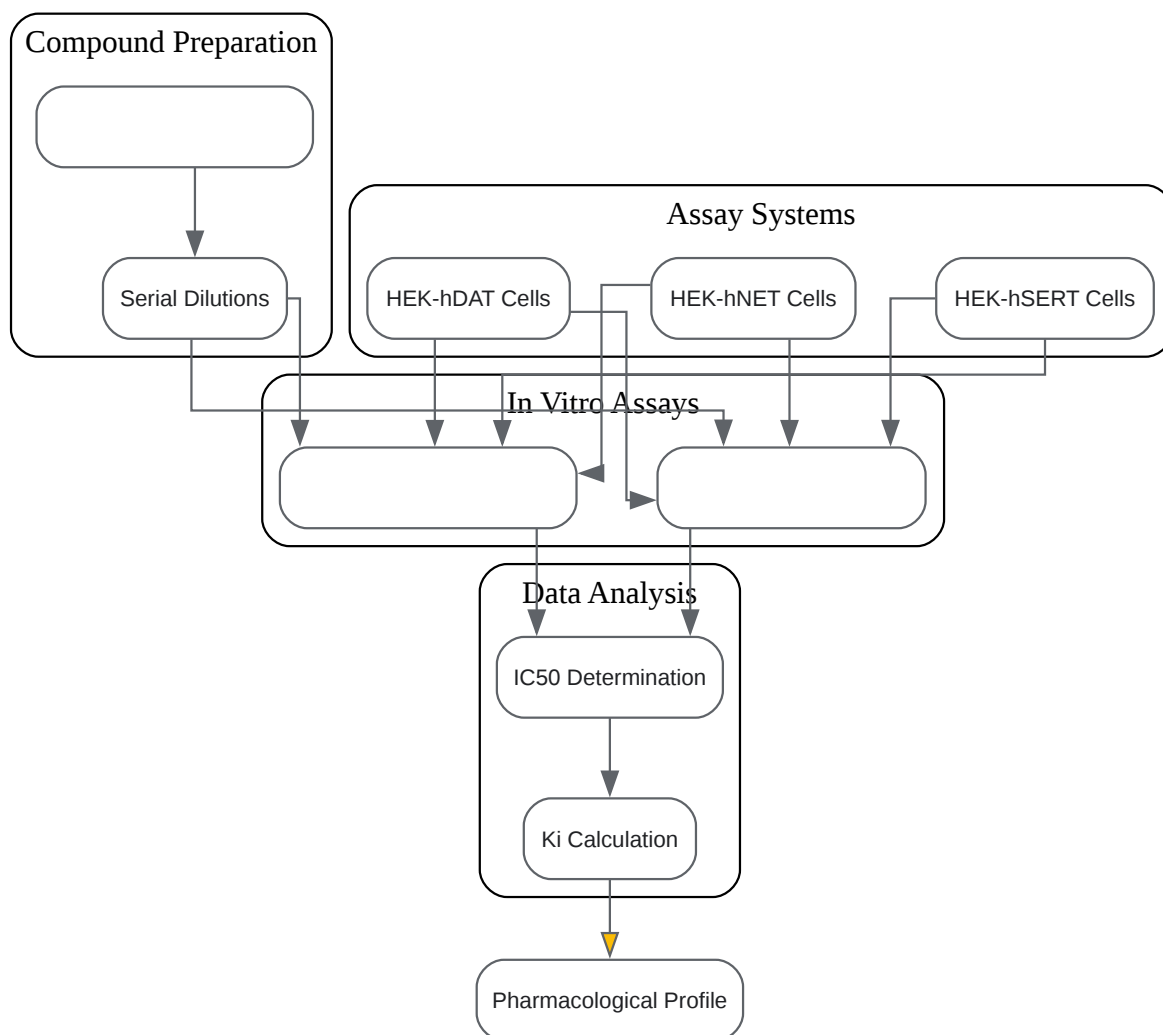 Compound Preparation
Assay Systems
Serial Dilutions
HEK-hDAT Cells
HEK-hNET Cells
HEK-hSERT Cells
In Vitro Assays
Data Analysis
IC50 Determination
Ki Calculation
Pharmacological Profile